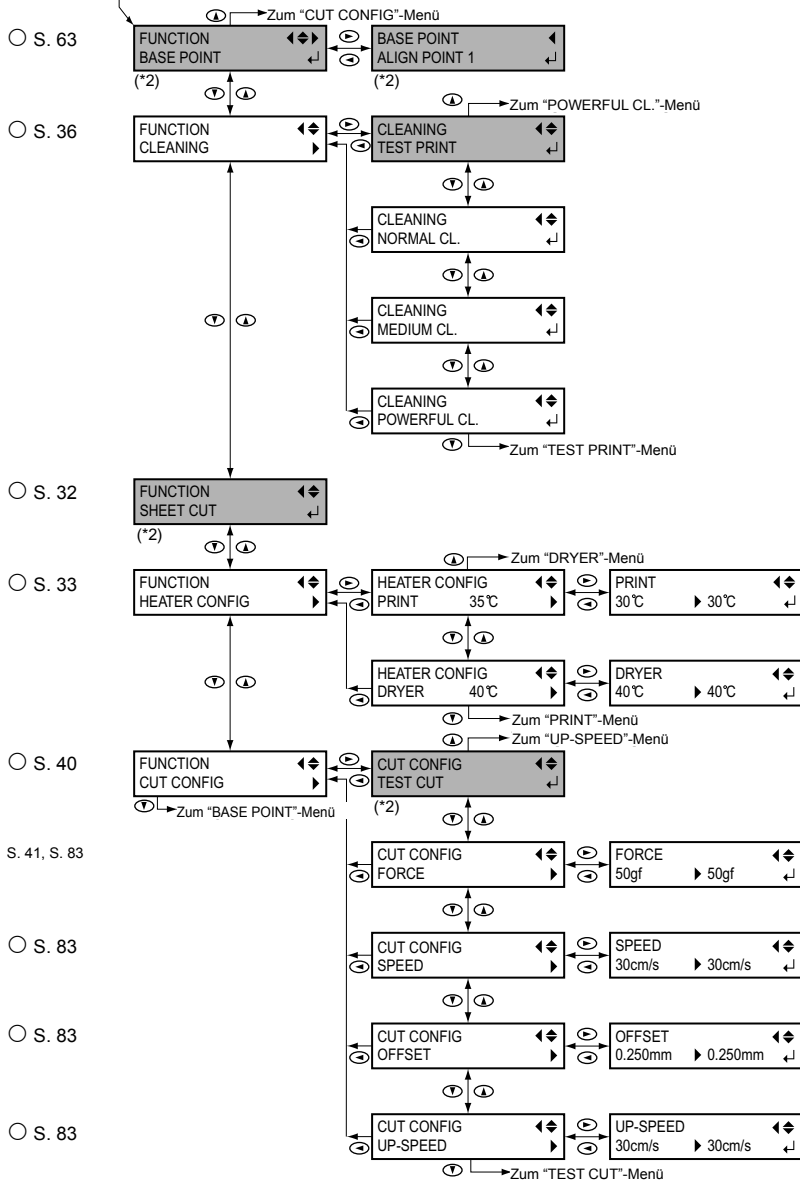 Zum "CUT CONFIG"-Menü
○ S. 63
FUNCTION
BASE POINT
(*2)
BASE POINT
ALIGN POINT 1
(*2)
Zum "POWERFUL CL."-Menü
○ S. 36
FUNCTION
CLEANING
CLEANING
TEST PRINT
CLEANING
NORMAL CL.
CLEANING
MEDIUM CL.
CLEANING
POWERFUL CL.
Zum "TEST PRINT"-Menü
○ S. 32
FUNCTION
SHEET CUT
(*2)
Zum "DRYER"-Menü
○ S. 33
FUNCTION
HEATER CONFIG
HEATER CONFIG
PRINT 35℃
PRINT
30℃ 30℃
HEATER CONFIG
DRYER 40℃
DRYER
40℃ 40℃
Zum "PRINT"-Menü
Zum "UP-SPEED"-Menü
○ S. 40
FUNCTION
CUT CONFIG
Zum "BASE POINT"-Menü
CUT CONFIG
TEST CUT
(*2)
S. 41, S. 83
CUT CONFIG
FORCE
FORCE
50gf 50gf
○ S. 83
CUT CONFIG
SPEED
SPEED
30cm/s 30cm/s
○ S. 83
CUT CONFIG
OFFSET
OFFSET
0.250mm 0.250mm
○ S. 83
CUT CONFIG
UP-SPEED
UP-SPEED
30cm/s 30cm/s
Zum "TEST CUT"-Menü